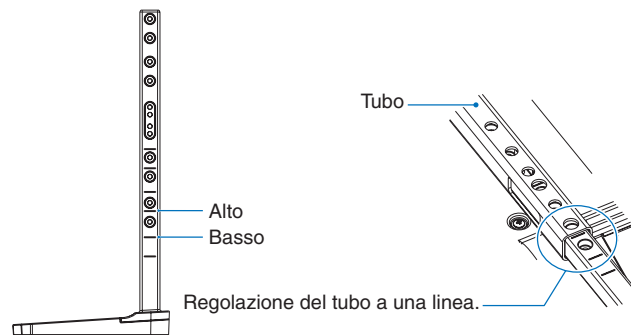 Tubo
Alto
Basso
Regolazione del tubo a una linea.